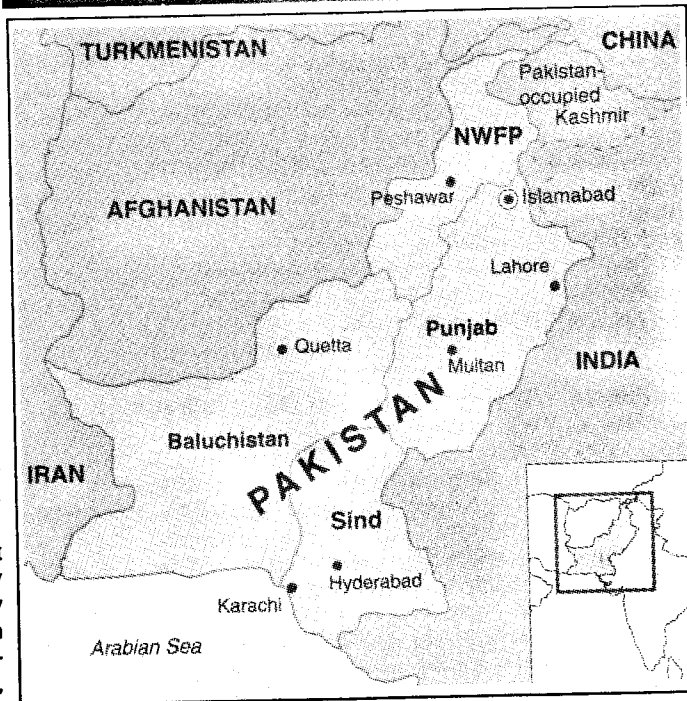 TURKMENISTAN
CHINA
Pakistan-
occupied
Kashmir
NWFP
Peshawar
Islamabad
AFGHANISTAN
Lahore
Punjab
Multan
Quetta
INDIA
PAKISTAN
Baluchistan
IRAN
Sind
Hyderabad
Karachi
Arabian Sea